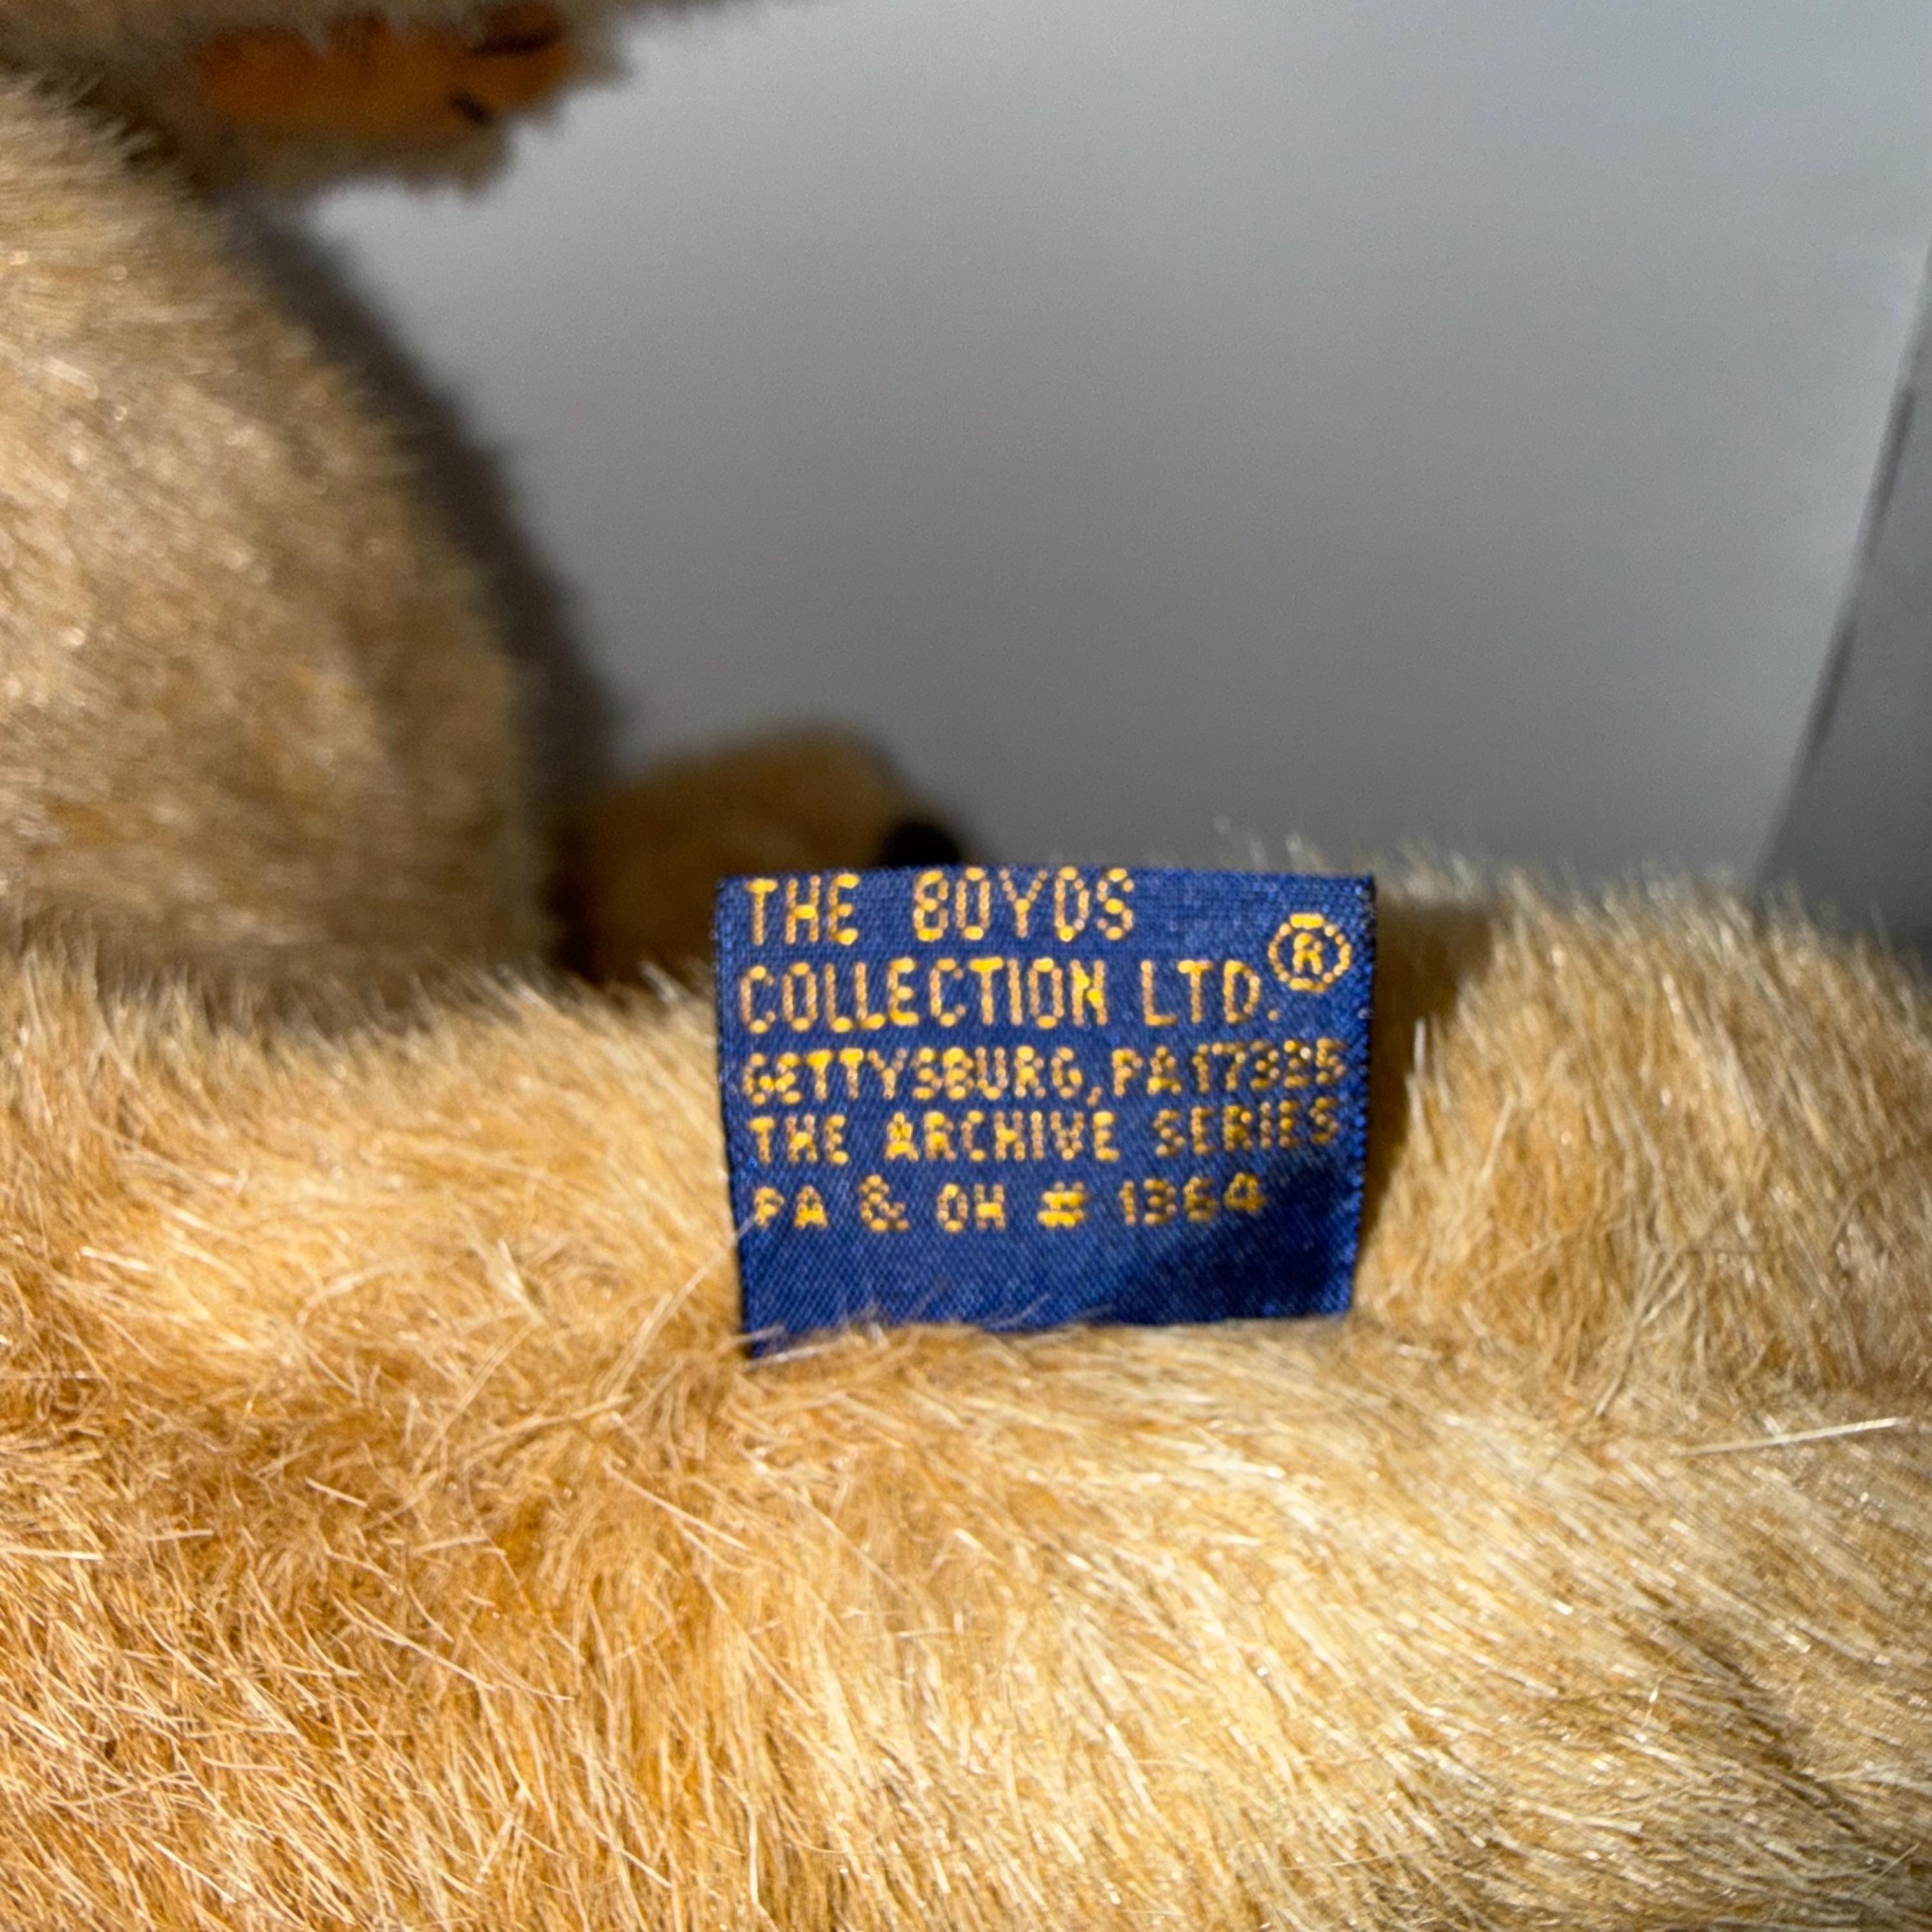 THE BOYDS
COLLECTION LTD.®
GETTYSBURG, PA 17325
THE ARCHIVE SERIES
PA & OH # 1364